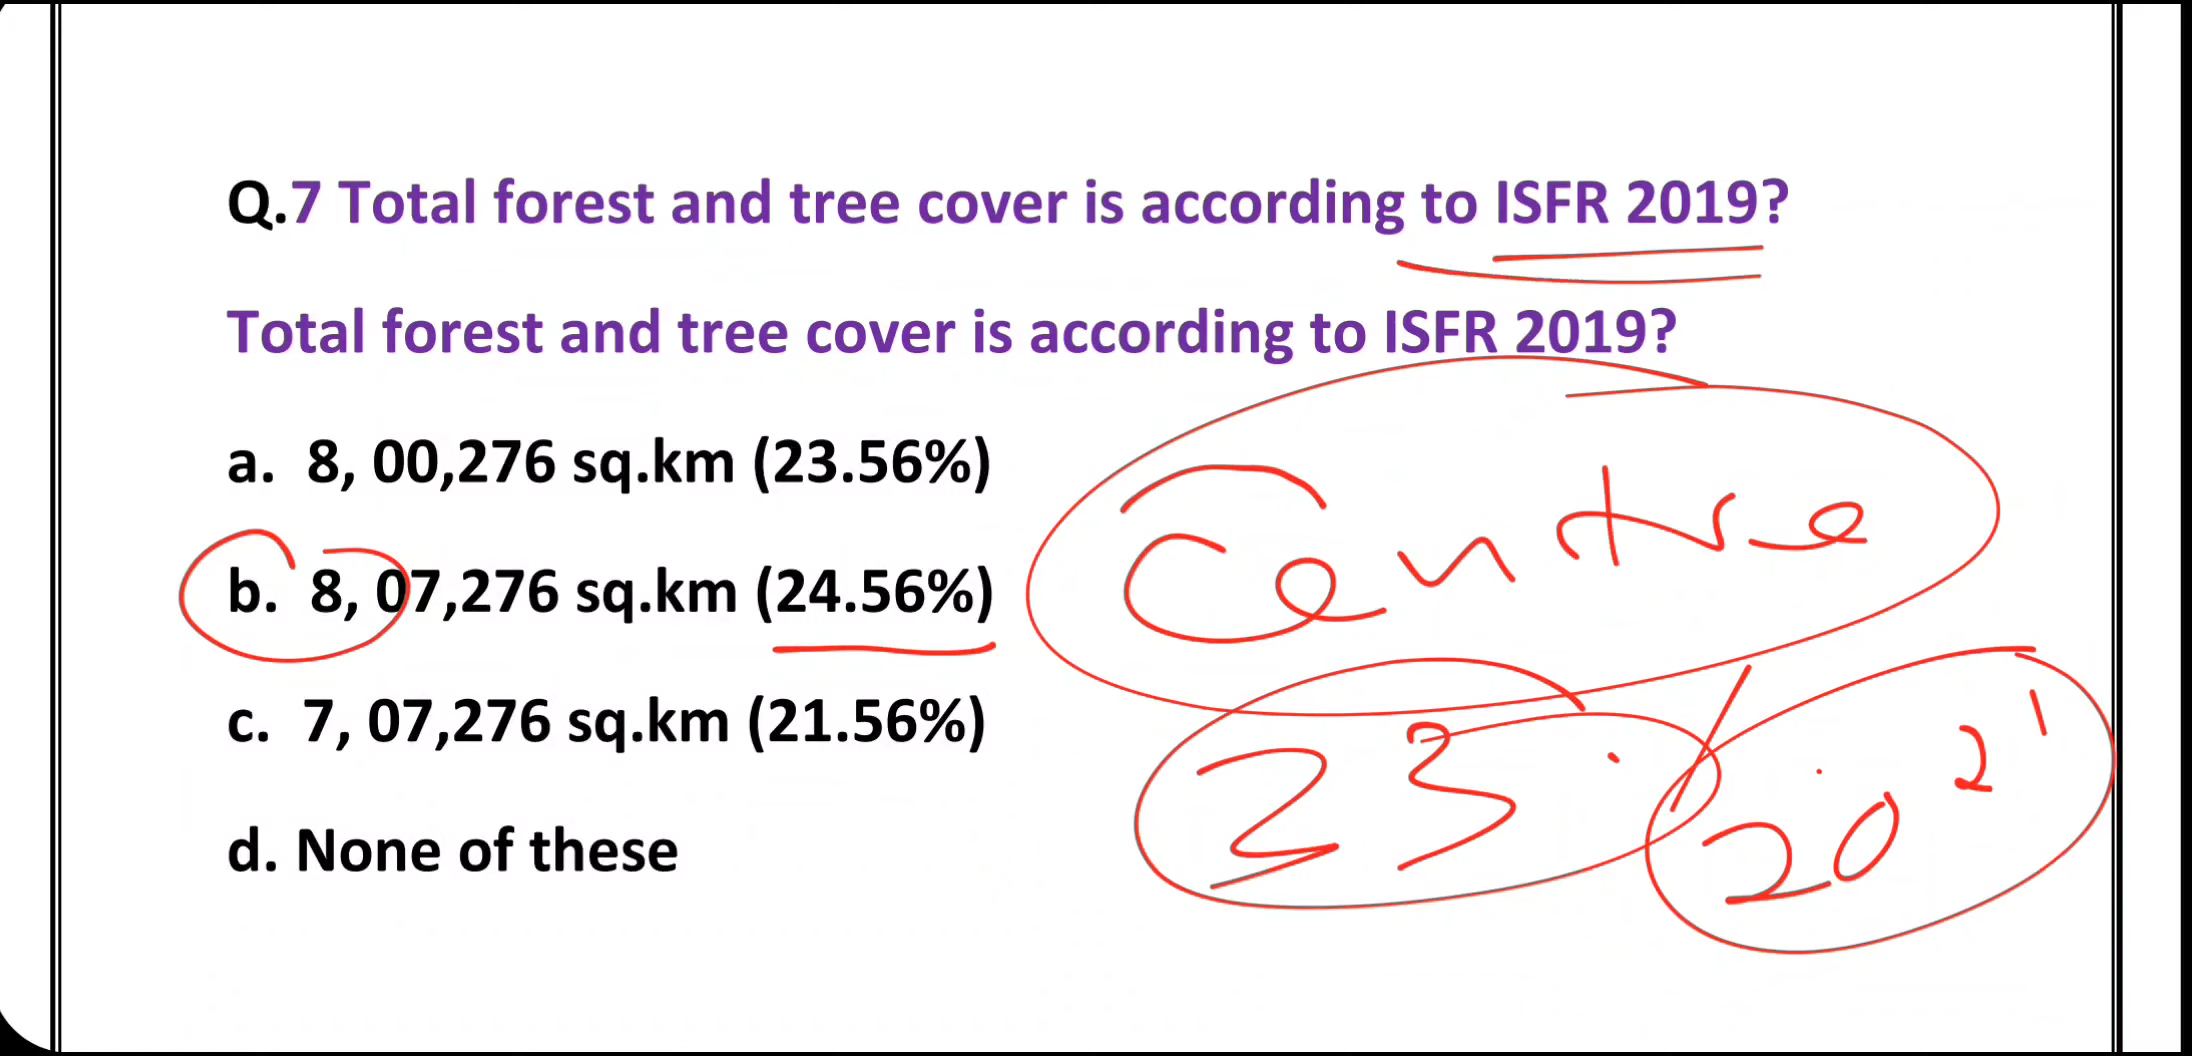 Q.7 Total forest and tree cover is according to ISFR 2019?
Total forest and tree cover is according to ISFR 2019?
a. 8, 00,276 sq.km (23.56%)
Centre
b. 8, 07,276 sq.km (24.56%)
c. 7, 07,276 sq.km (21.56%)
23 %
2021
d. None of these